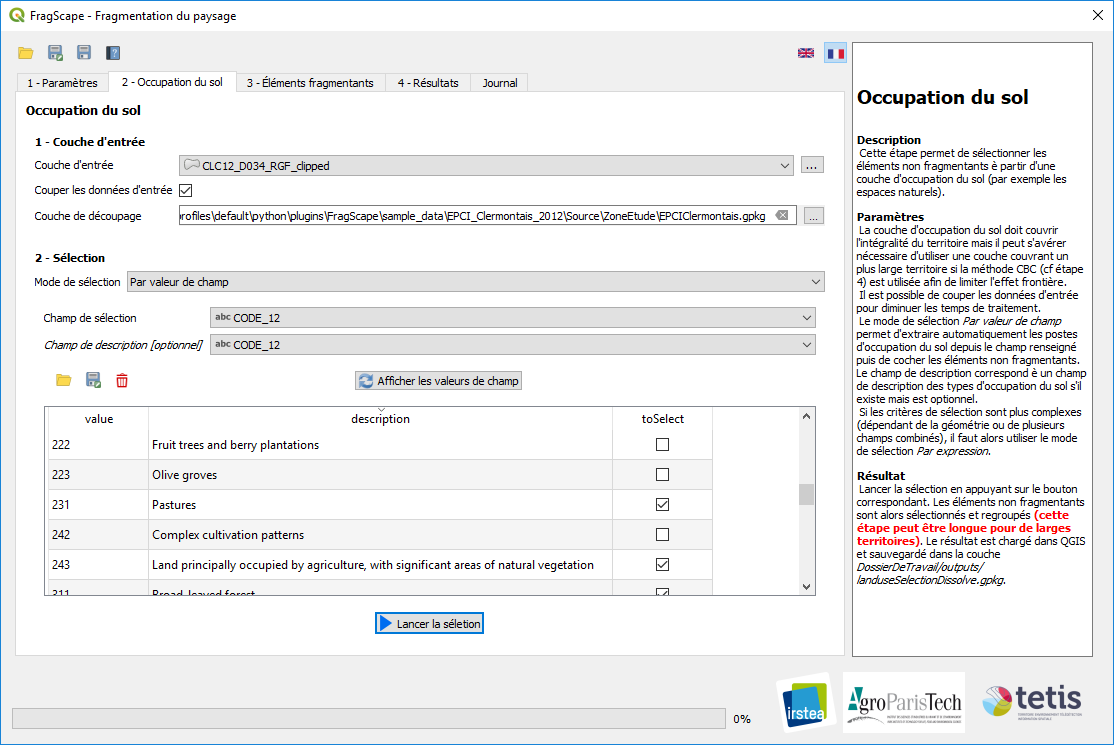 FragScape - Fragmentation du paysage
1 - Paramètres
2 - Occupation du sol
3 - Éléments fragmentants
4 - Résultats
Journal
Occupation du sol
1 - Couche d'entrée
Couche d'entrée
CLC12_D034_RGF_clipped
...
Couper les données d'entrée
Couche de découpage
profiles\default\python\plugins\FragScape\sample_data\EPCI_Clermontais_2012\Source\ZoneEtude\EPCIClermontais.gpkg
...
2 - Sélection
Mode de sélection
Par valeur de champ
Champ de sélection
abc CODE_12
Champ de description [optionnel]
abc CODE_12
Afficher les valeurs de champ
value description toSelect
222 Fruit trees and berry plantations
223 Olive groves
231 Pastures
242 Complex cultivation patterns
243 Land principally occupied by agriculture, with significant areas of natural vegetation
311 Broad-leaved forest
Lancer la sélétion
0%
Occupation du sol
Description
Cette étape permet de sélectionner les
éléments non fragmentants è partir d'une
couche d'occupation du sol (par exemple les
espaces naturels).
Paramètres
La couche d'occupation du sol doit couvrir
l'intégralité du territoire mais il peut s'avérer
nécessaire d'utiliser une couche couvrant un
plus large territoire si la méthode CBC (cf étape
4) est utilisée afin de limiter l'effet frontière.
Il est possible de couper les données d'entrée
pour diminuer les temps de traitement.
Le mode de sélection Par valeur de champ
permet d'extraire automatiquement les postes
d'occupation du sol depuis le champ renseigné
puis de cocher les éléments non fragmentants.
Le champ de description correspond è un champ
de description des types d'occupation du sol s'il
existe mais est optionnel.
Si les critères de sélection sont plus complexes
(dépendant de la géométrie ou de plusieurs
champs combinés), il faut alors utiliser le mode
de sélection Par expression.
Résultat
Lancer la sélection en appuyant sur le bouton
correspondant. Les éléments non fragmentants
sont alors sélectionnés et regroupés (cette
étape peut être longue pour de larges
territoires). Le résultat est chargé dans QGIS
et sauvegardé dans la couche
DossierDeTravail/outputs/
landuseSelectionDissolve.gpkg.
irstea
AgroParisTech
tetis